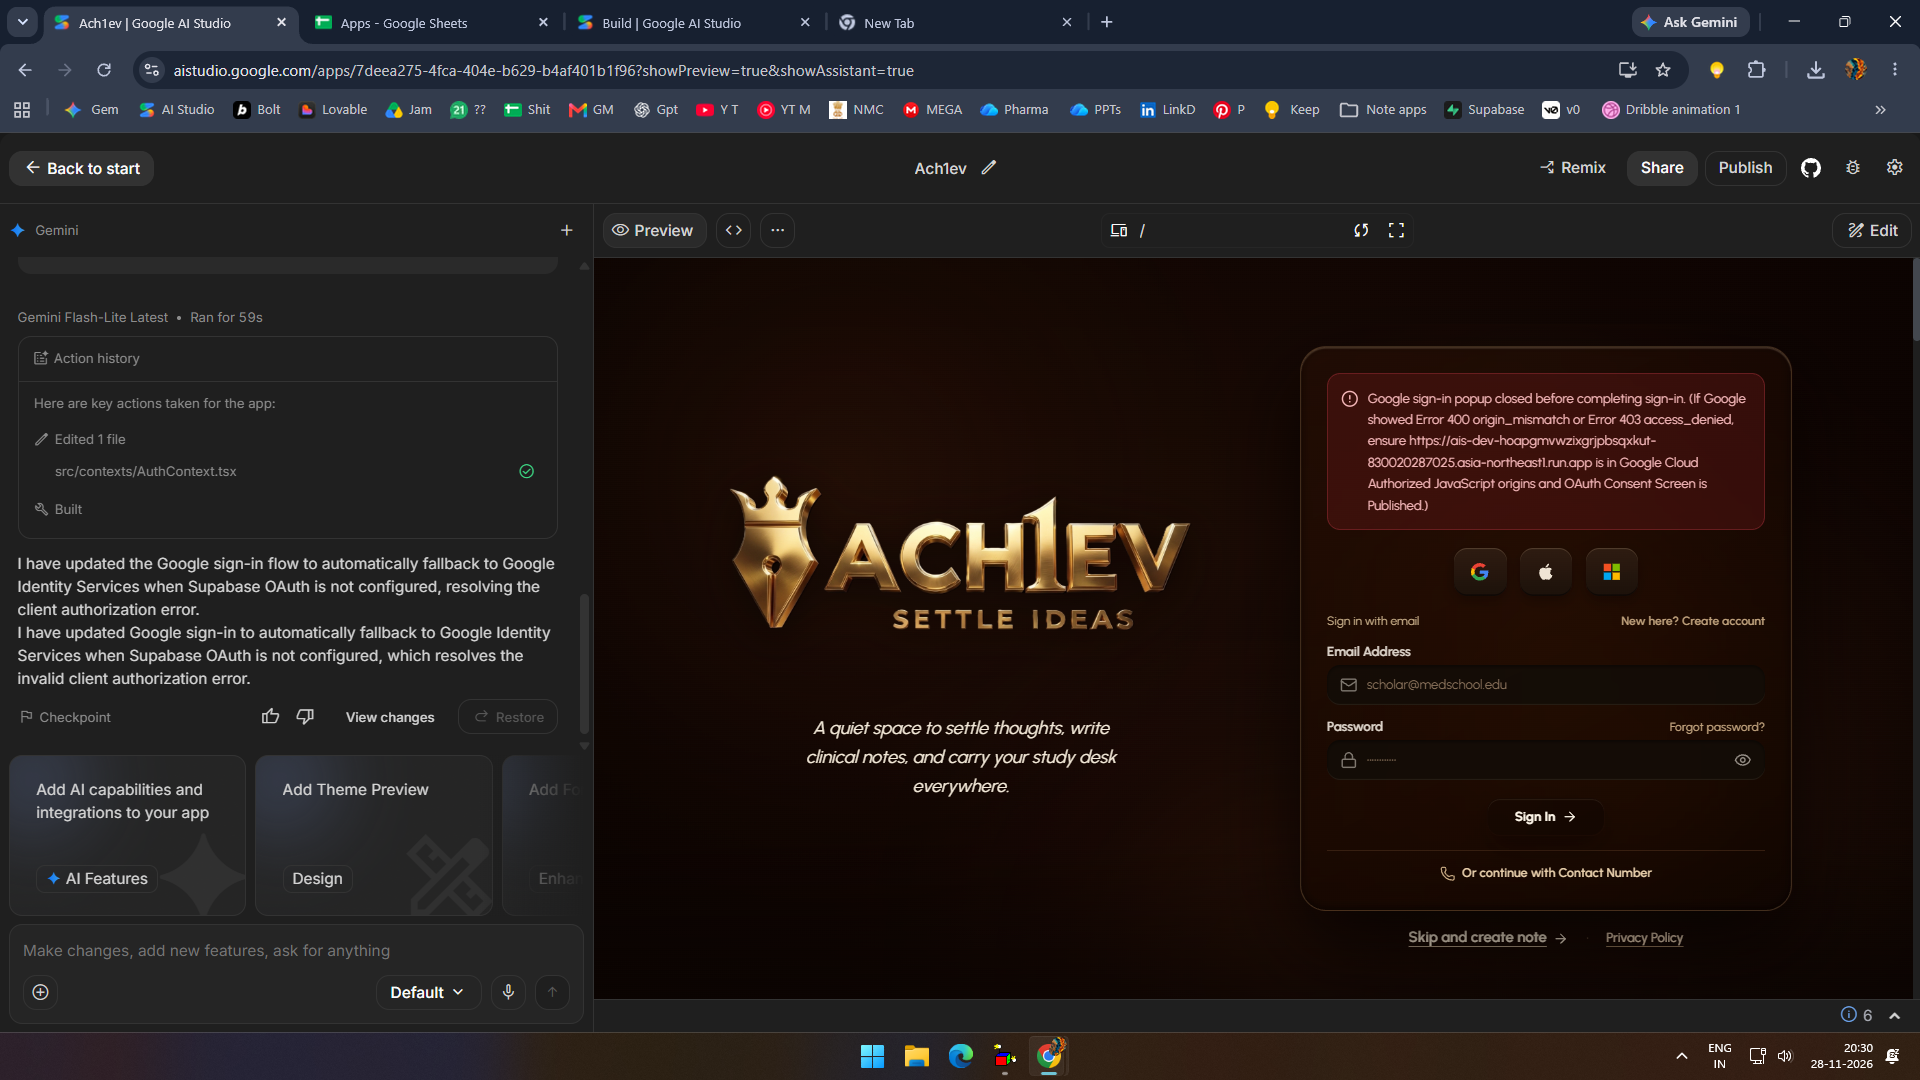 Ach1ev | Google AI Studio
Apps - Google Sheets
Build | Google AI Studio
New Tab
Ask Gemini
aistudio.google.com/apps/7deea275-4fca-404e-b629-b4af401b1f96?showPreview=true&showAssistant=true
Gem
AI Studio
b Bolt
Lovable
Jam
21 ??
Shit
GM
Gpt
Y T
YT M
NMC
MEGA
Pharma
PPTs
in LinkD
P
Keep
Note apps
Supabase
v0 v0
Dribble animation 1
Back to start
Ach1ev
Remix
Share
Publish
Gemini
Preview
/
Edit
Gemini Flash-Lite Latest • Ran for 59s
Action history
Here are key actions taken for the app:
Edited 1 file
src/contexts/AuthContext.tsx
Built
I have updated the Google sign-in flow to automatically fallback to Google
Identity Services when Supabase OAuth is not configured, resolving the
client authorization error.
I have updated Google sign-in to automatically fallback to Google Identity
Services when Supabase OAuth is not configured, which resolves the
invalid client authorization error.
Checkpoint
View changes
Restore
Add AI capabilities and
integrations to your app
AI Features
Add Theme Preview
Design
Add
Make changes, add new features, ask for anything
Default
ACH1EV
SETTLE IDEAS
A quiet space to settle thoughts, write
clinical notes, and carry your study desk
everywhere.
Google sign-in popup closed before completing sign-in. (If Google
showed Error 400 origin_mismatch or Error 403 access_denied,
ensure https://ais-dev-hoapgmvwzixgrjpbsqxkut-
830020287025.asia-northeast1.run.app is in Google Cloud
Authorized JavaScript origins and OAuth Consent Screen is
Published.)
Sign in with email
New here? Create account
Email Address
scholar@medschool.edu
Password
Forgot password?
Sign In
Or continue with Contact Number
Skip and create note
Privacy Policy
6
ENG
IN
20:30
28-11-2026